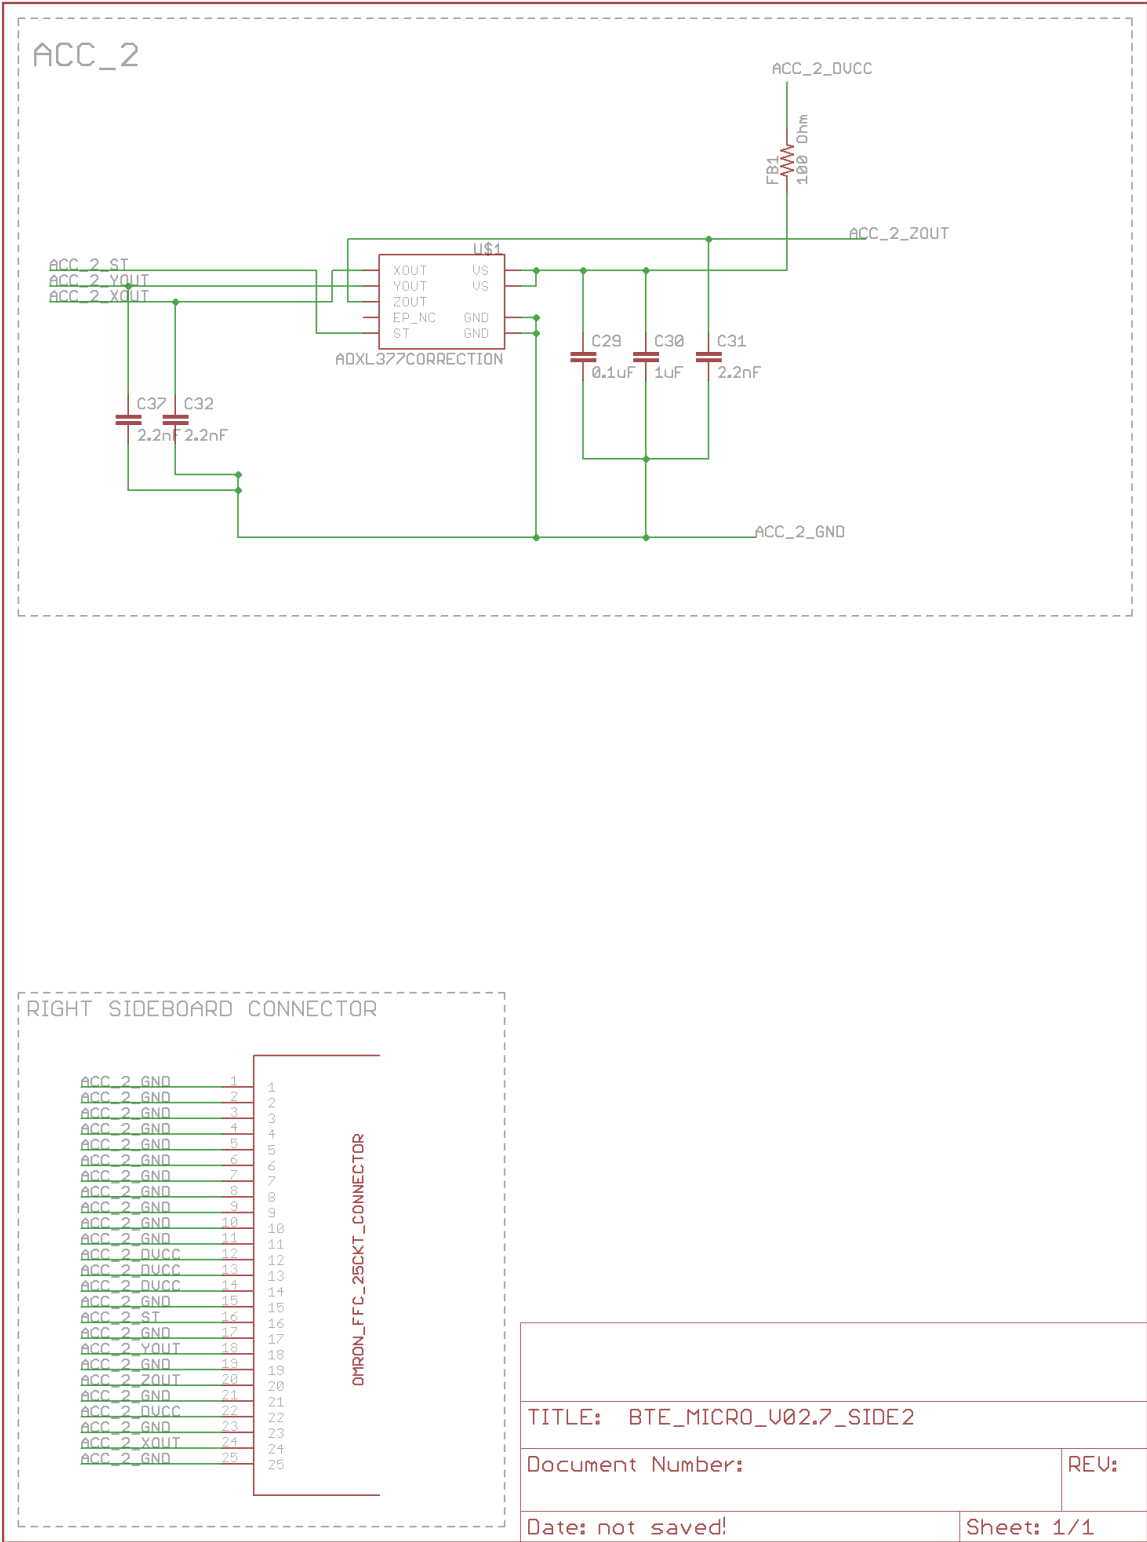 ACC_2
ACC_2_DVCC
FB1
100 Ohm
ACC_2_ZOUT
U$1
ACC_2_ST
ACC_2_YOUT
ACC_2_XOUT
XOUT VS
YOUT VS
ZOUT
EP_NC GND
ST GND
ADXL377CORRECTION
C29 C30 C31
0.1uF 1uF 2.2nF
C37 C32
2.2nF 2.2nF
ACC_2_GND
RIGHT SIDEBOARD CONNECTOR
ACC_2_GND 1 1
ACC_2_GND 2 2
ACC_2_GND 3 3
ACC_2_GND 4 4
ACC_2_GND 5 5
ACC_2_GND 6 6
ACC_2_GND 7 7
ACC_2_GND 8 8
ACC_2_GND 9 9
ACC_2_GND 10 10
ACC_2_GND 11 11
ACC_2_DVCC 12 12
ACC_2_DVCC 13 13
ACC_2_DVCC 14 14
ACC_2_GND 15 15
ACC_2_ST 16 16
ACC_2_GND 17 17
ACC_2_YOUT 18 18
ACC_2_GND 19 19
ACC_2_ZOUT 20 20
ACC_2_GND 21 21
ACC_2_DVCC 22 22
ACC_2_GND 23 23
ACC_2_XOUT 24 24
ACC_2_GND 25 25
OMRON_FFC_25CKT_CONNECTOR
TITLE: BTE_MICRO_V02.7_SIDE2
Document Number: REV:
Date: not saved! Sheet: 1/1